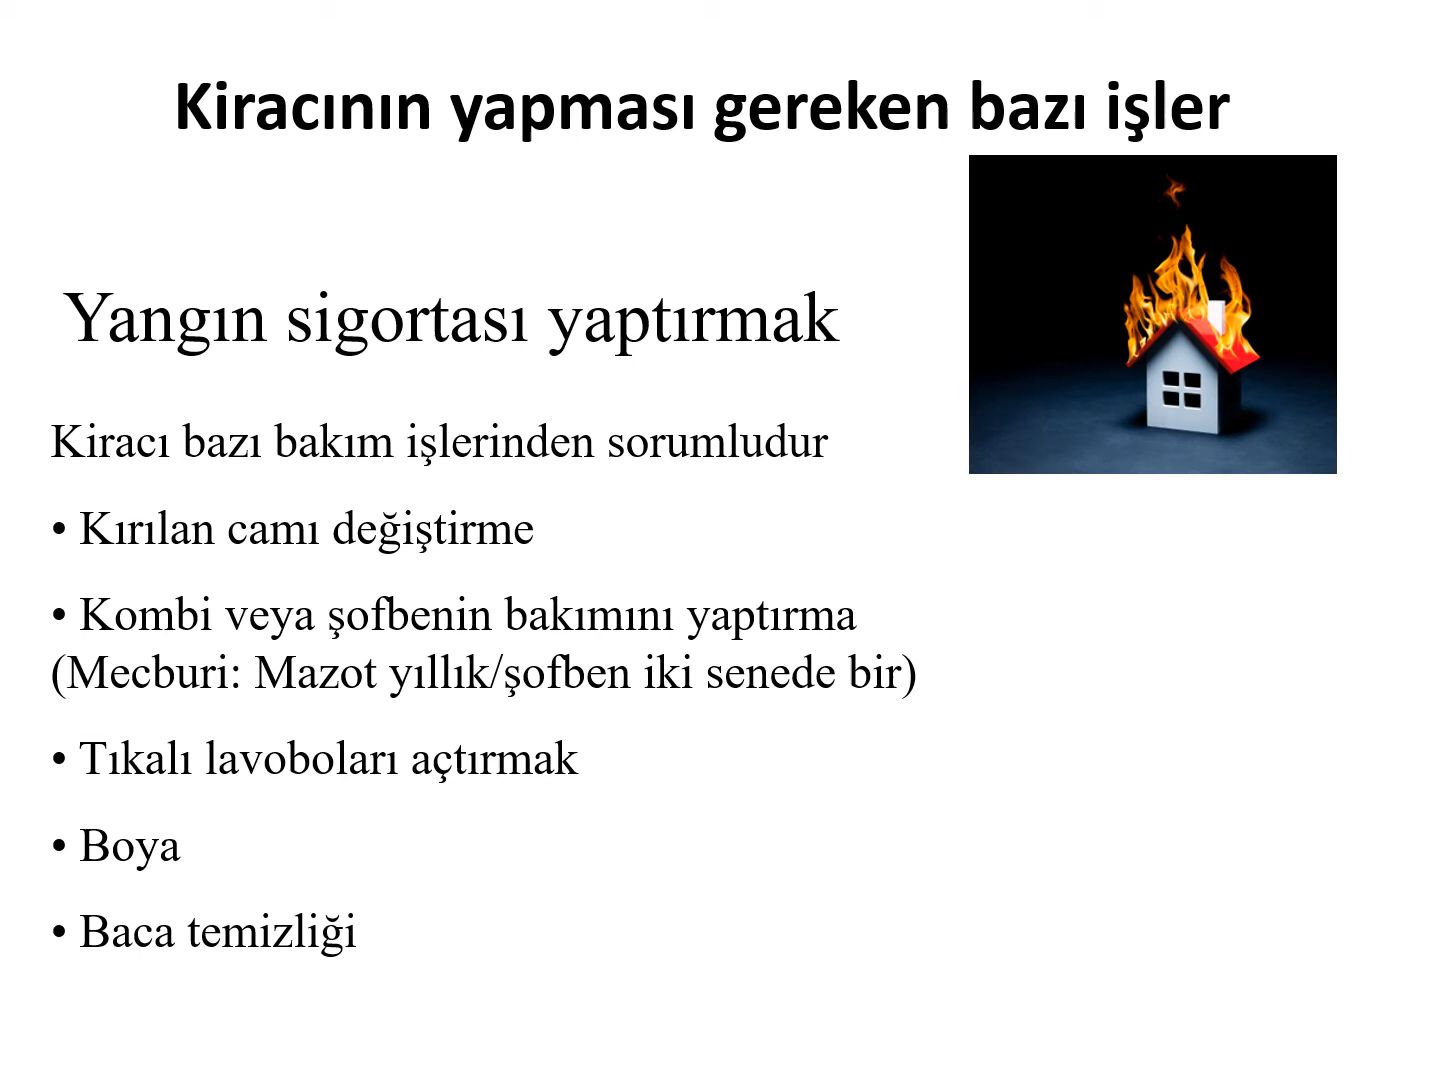 Kiracının yapması gereken bazı işler
Yangın sigortası yaptırmak
Kiracı bazı bakım işlerinden sorumludur
• Kırılan camı değiştirme
• Kombi veya şofbenin bakımını yaptırma
(Mecburi: Mazot yıllık/şofben iki senede bir)
• Tıkalı lavoboları açtırmak
• Boya
• Baca temizliği